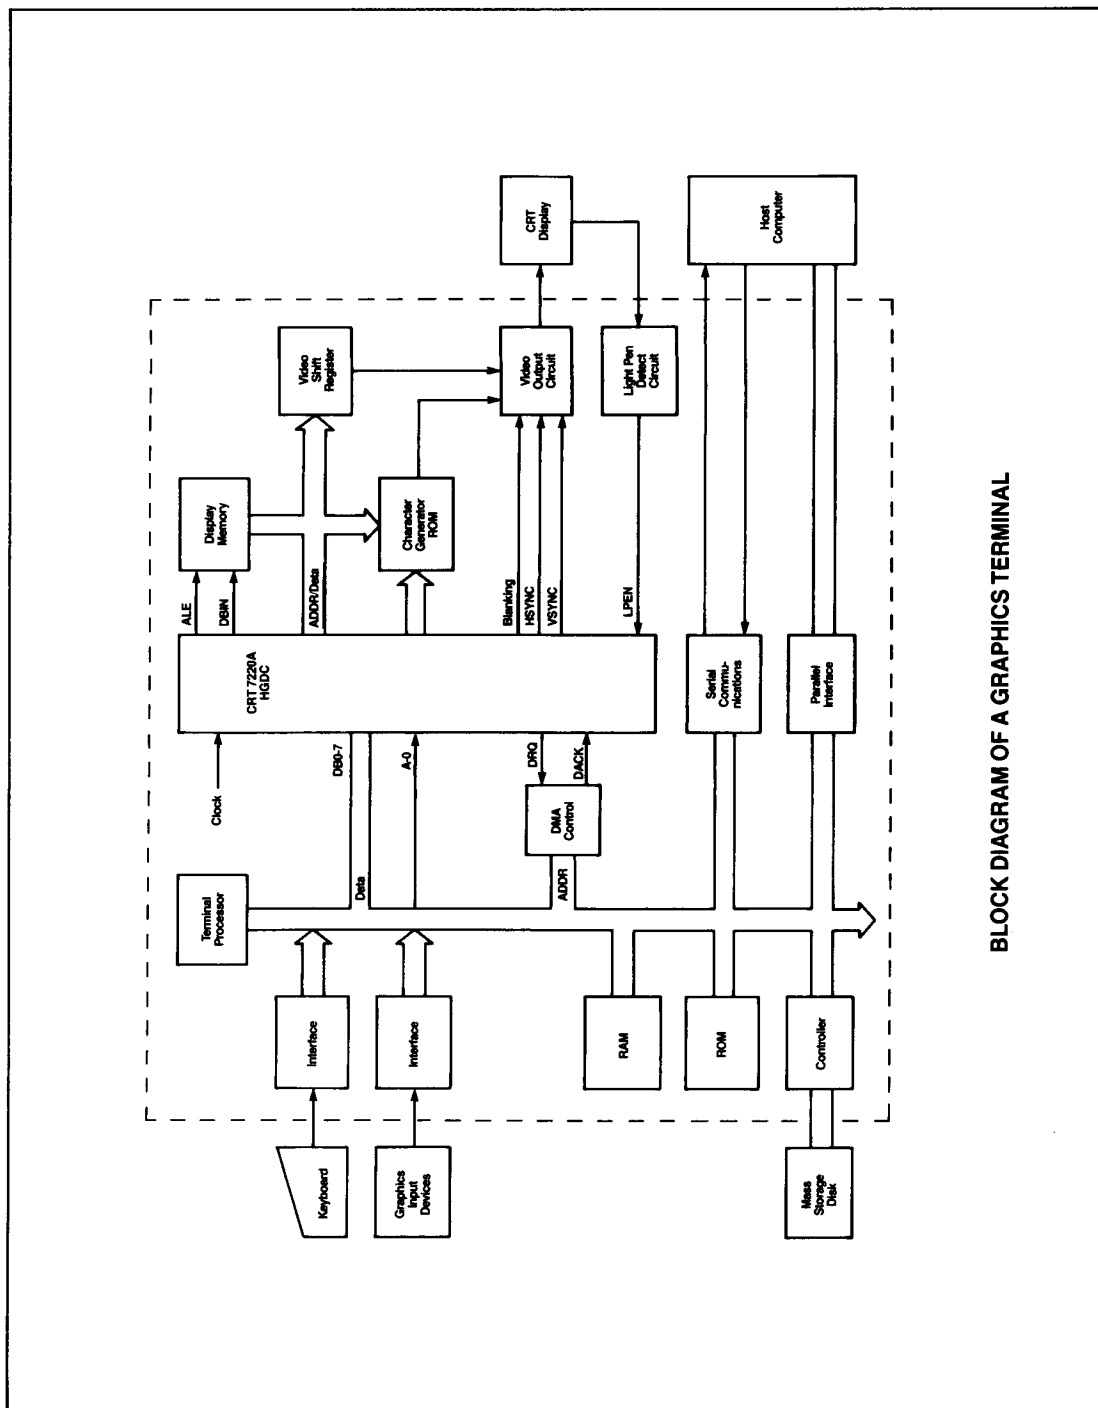 Keyboard
Graphics
Input
Devices
Mass
Storage
Disk
Interface
Interface
RAM
ROM
Controller
Terminal
Processor
Data
ADDR
Clock
DMA
Control
DB0-7
A-0
DRQ
DACK
CRT 7220A
HGDC
Serial
Commu-
nications
Parallel
Interface
ALE
DBIN
ADDR/Data
Blanking
HSYNC
VSYNC
LPEN
Display
Memory
Character
Generator
ROM
Video
Shift
Register
Video
Output
Circuit
Light Pen
Detect
Circuit
CRT
Display
Host
Computer
BLOCK DIAGRAM OF A GRAPHICS TERMINAL